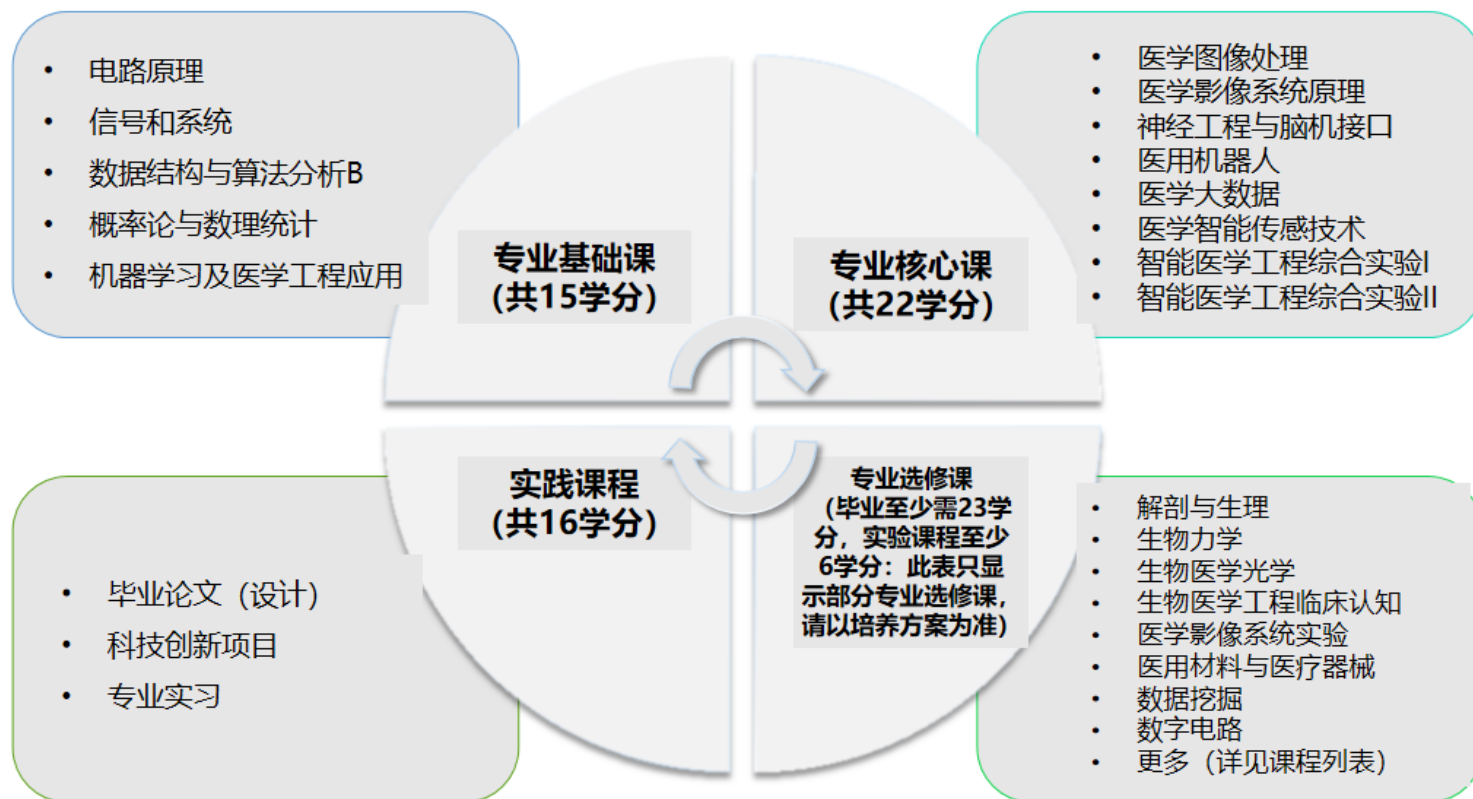 • 电路原理
• 信号和系统
• 数据结构与算法分析B
• 概率论与数理统计
• 机器学习及医学工程应用
专业基础课
(共15学分)
专业核心课
(共22学分)
• 医学图像处理
• 医学影像系统原理
• 神经工程与脑机接口
• 医用机器人
• 医学大数据
• 医学智能传感技术
• 智能医学工程综合实验I
• 智能医学工程综合实验II
实践课程
(共16学分)
• 毕业论文（设计）
• 科技创新项目
• 专业实习
专业选修课
（毕业至少需23学
分，实验课程至少
6学分：此表只显
示部分专业选修课，
请以培养方案为准）
• 解剖与生理
• 生物力学
• 生物医学光学
• 生物医学工程临床认知
• 医学影像系统实验
• 医用材料与医疗器械
• 数据挖掘
• 数字电路
• 更多（详见课程列表）